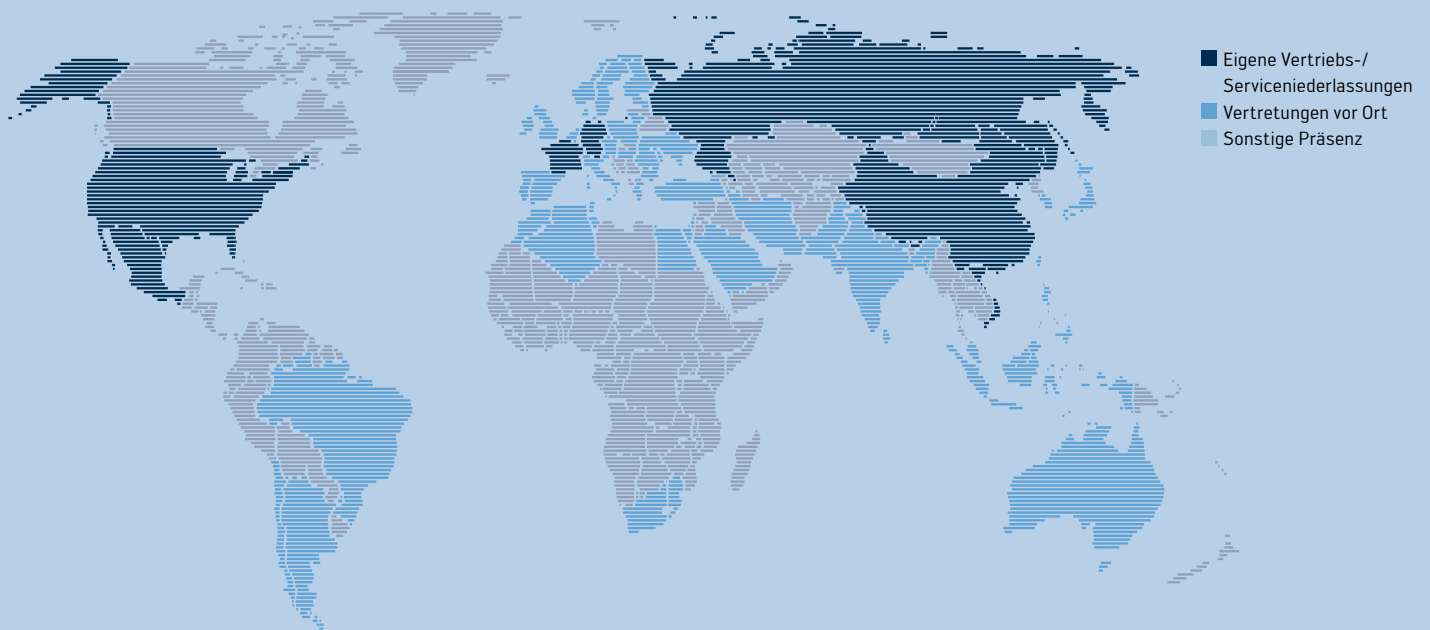 Eigene Vertriebs-/
Serviceniederlassungen
Vertretungen vor Ort
Sonstige Präsenz